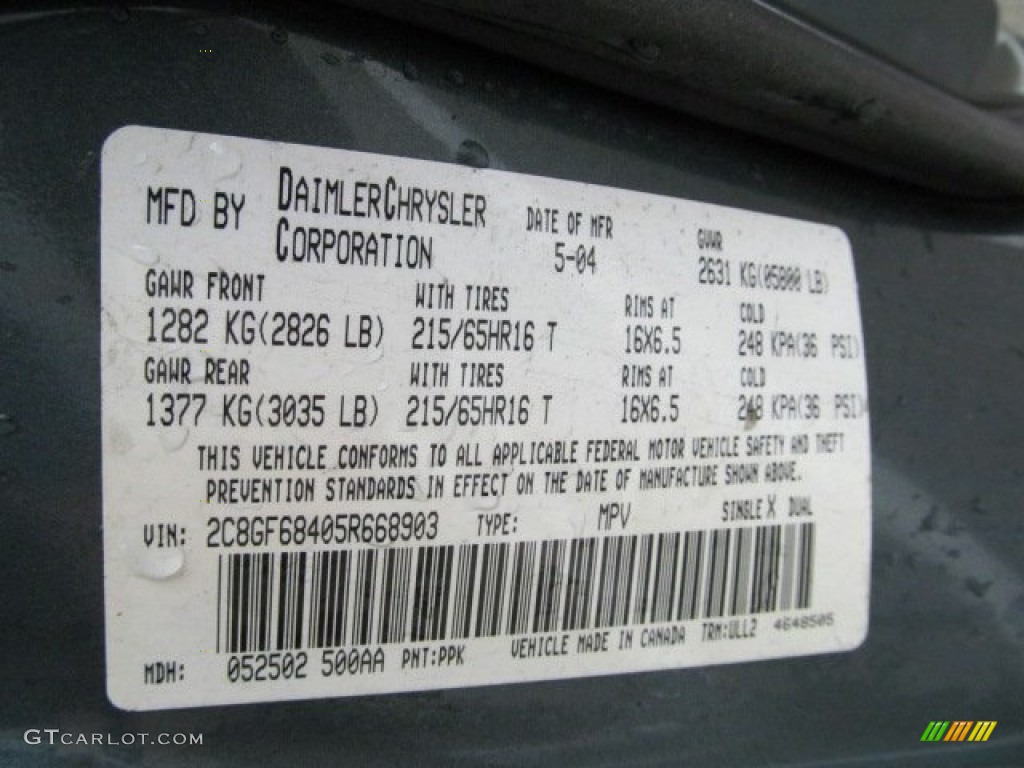 MFD BY DAIMLERCHRYSLER CORPORATION DATE OF MFR 5-04 GVWR 2631 KG(05800 LB)
GAWR FRONT WITH TIRES RIMS AT COLD
1282 KG(2826 LB) 215/65HR16 T 16X6.5 248 KPA(36 PSI)
GAWR REAR WITH TIRES RIMS AT COLD
1377 KG(3035 LB) 215/65HR16 T 16X6.5 248 KPA(36 PSI)
THIS VEHICLE CONFORMS TO ALL APPLICABLE FEDERAL MOTOR VEHICLE SAFETY AND THEFT
PREVENTION STANDARDS IN EFFECT ON THE DATE OF MANUFACTURE SHOWN ABOVE.
VIN: 2C8GF68405R668903 TYPE: MPV SINGLE X DUAL
MDH: 052502 500AA PNT:PPK VEHICLE MADE IN CANADA TRM:ULL2 4648505
GTCARLOT.COM